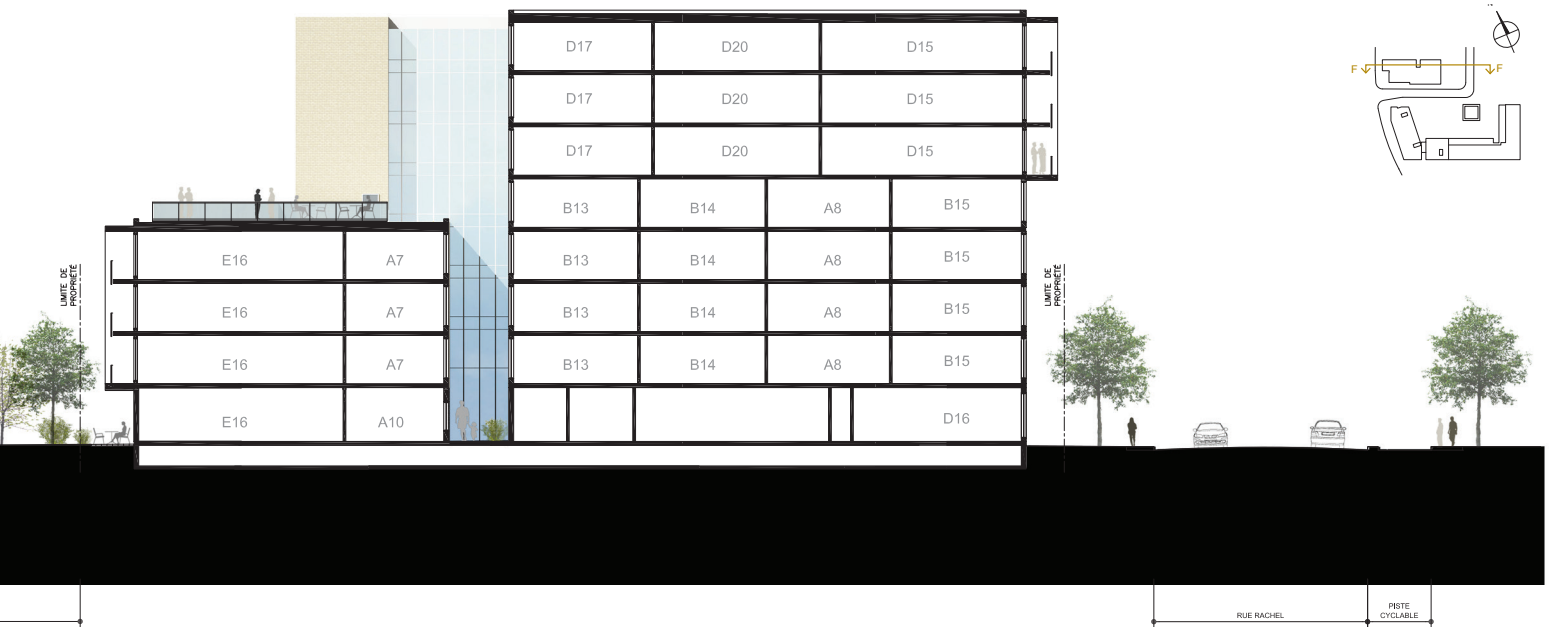 N
F F
D17 D20 D15
D17 D20 D15
D17 D20 D15
B13 B14 A8 B15
E16 A7 B13 B14 A8 B15
E16 A7 B13 B14 A8 B15
E16 A7 B13 B14 A8 B15
E16 A10 D16
LIMITE DE
PROPRIÉTÉ
LIMITE DE
PROPRIÉTÉ
RUE RACHEL
PISTE
CYCLABLE